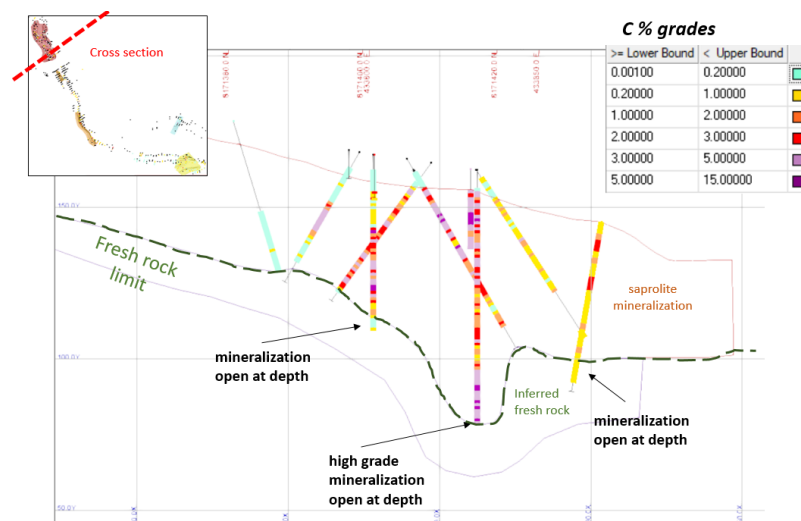 C % grades
>= Lower Bound < Upper Bound
0.00100 0.20000
0.20000 1.00000
1.00000 2.00000
2.00000 3.00000
3.00000 5.00000
5.00000 15.00000
Cross section
Fresh rock
limit
saprolite
mineralization
mineralization
open at depth
Inferred
fresh rock
mineralization
open at depth
high grade
mineralization
open at depth